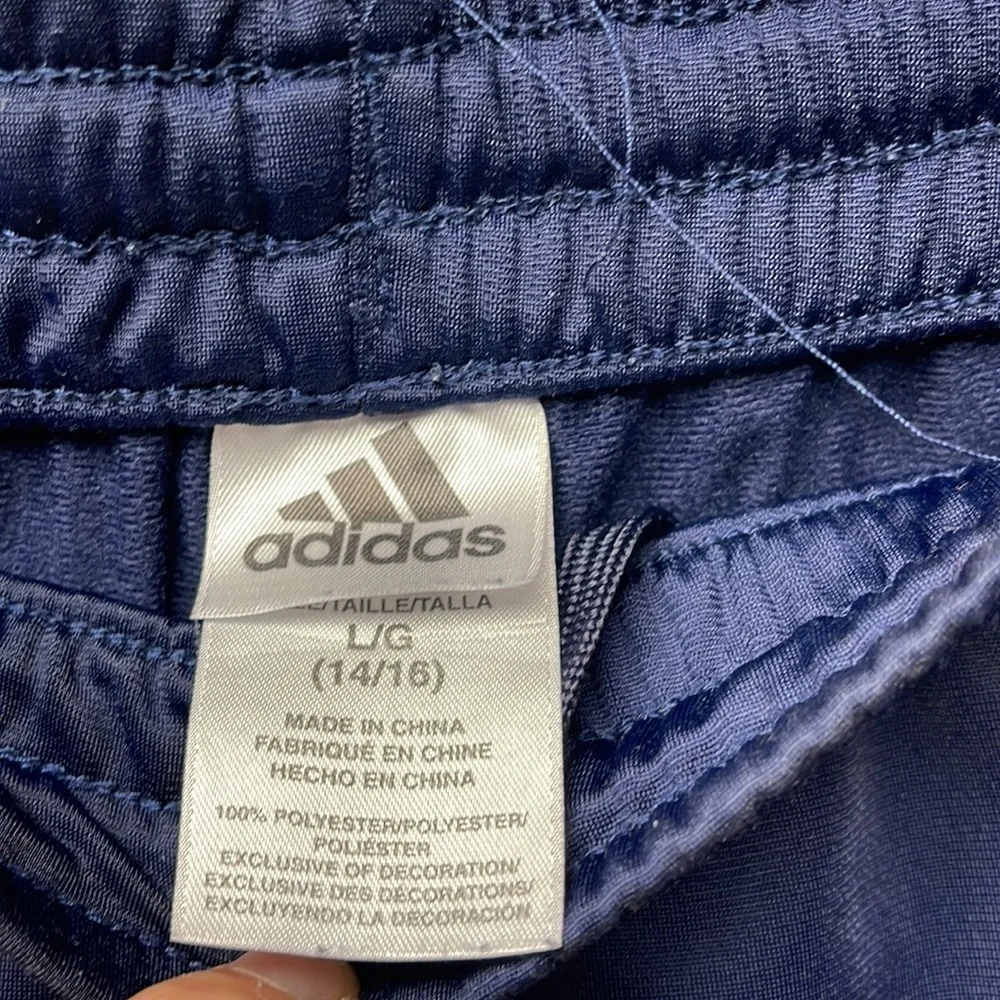 adidas
/TAILLE/TALLA
L/G
(14/16)
MADE IN CHINA
FABRIQUÉ EN CHINE
HECHO EN CHINA
100% POLYESTER/POLYESTER/
POLIÉSTER
EXCLUSIVE OF DECORATION/
EXCLUSIVE DES DÉCORATIONS/
EXCLUYENDO LA DECORACIÓN